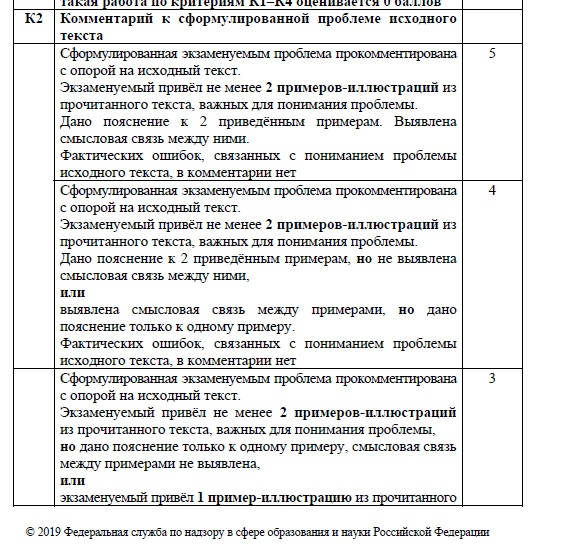 такая работа по критериям К1–К4 оценивается 0 баллов
К2 Комментарий к сформулированной проблеме исходного
текста
Сформулированная экзаменуемым проблема прокомментирована 5
с опорой на исходный текст.
Экзаменуемый привёл не менее 2 примеров-иллюстраций из
прочитанного текста, важных для понимания проблемы.
Дано пояснение к 2 приведённым примерам. Выявлена
смысловая связь между ними.
Фактических ошибок, связанных с пониманием проблемы
исходного текста, в комментарии нет
Сформулированная экзаменуемым проблема прокомментирована 4
с опорой на исходный текст.
Экзаменуемый привёл не менее 2 примеров-иллюстраций из
прочитанного текста, важных для понимания проблемы.
Дано пояснение к 2 приведённым примерам, но не выявлена
смысловая связь между ними,
или
выявлена смысловая связь между примерами, но дано
пояснение только к одному примеру.
Фактических ошибок, связанных с пониманием проблемы
исходного текста, в комментарии нет
Сформулированная экзаменуемым проблема прокомментирована 3
с опорой на исходный текст.
Экзаменуемый привёл не менее 2 примеров-иллюстраций
из прочитанного текста, важных для понимания проблемы,
но дано пояснение только к одному примеру, смысловая связь
между примерами не выявлена,
или
экзаменуемый привёл 1 пример-иллюстрацию из прочитанного
© 2019 Федеральная служба по надзору в сфере образования и науки Российской Федерации